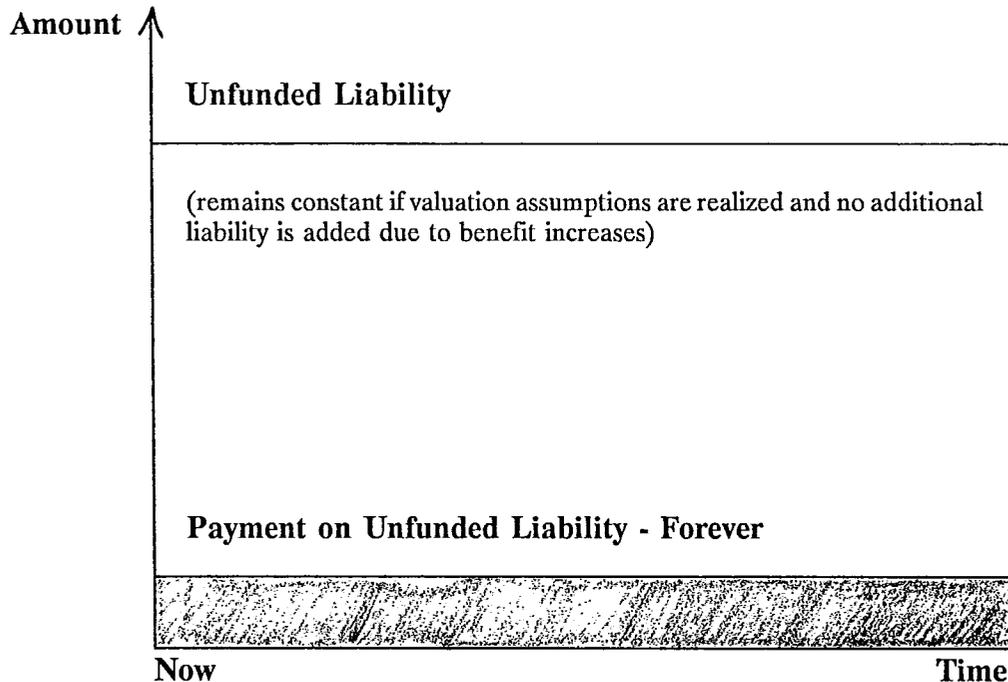 Amount
Unfunded Liability
(remains constant if valuation assumptions are realized and no additional
liability is added due to benefit increases)
Payment on Unfunded Liability - Forever
Now
Time